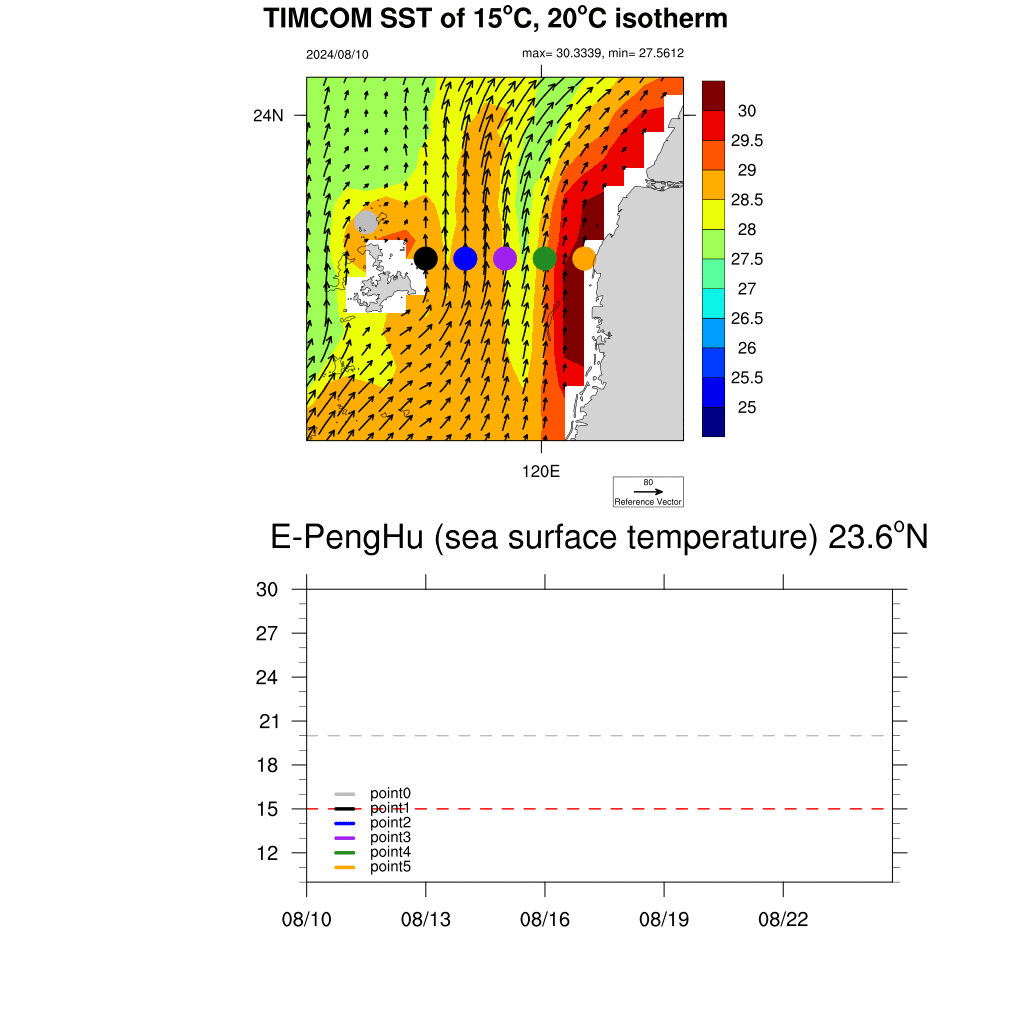 TIMCOM SST of 15°C, 20°C isotherm
2024/08/10
max= 30.3339, min= 27.5612
24N
30
29.5
29
28.5
28
27.5
27
26.5
26
25.5
25
120E
80
Reference Vector
E-PengHu (sea surface temperature) 23.6°N
30
27
24
21
18
15
12
point0
point1
point2
point3
point4
point5
08/10 08/13 08/16 08/19 08/22